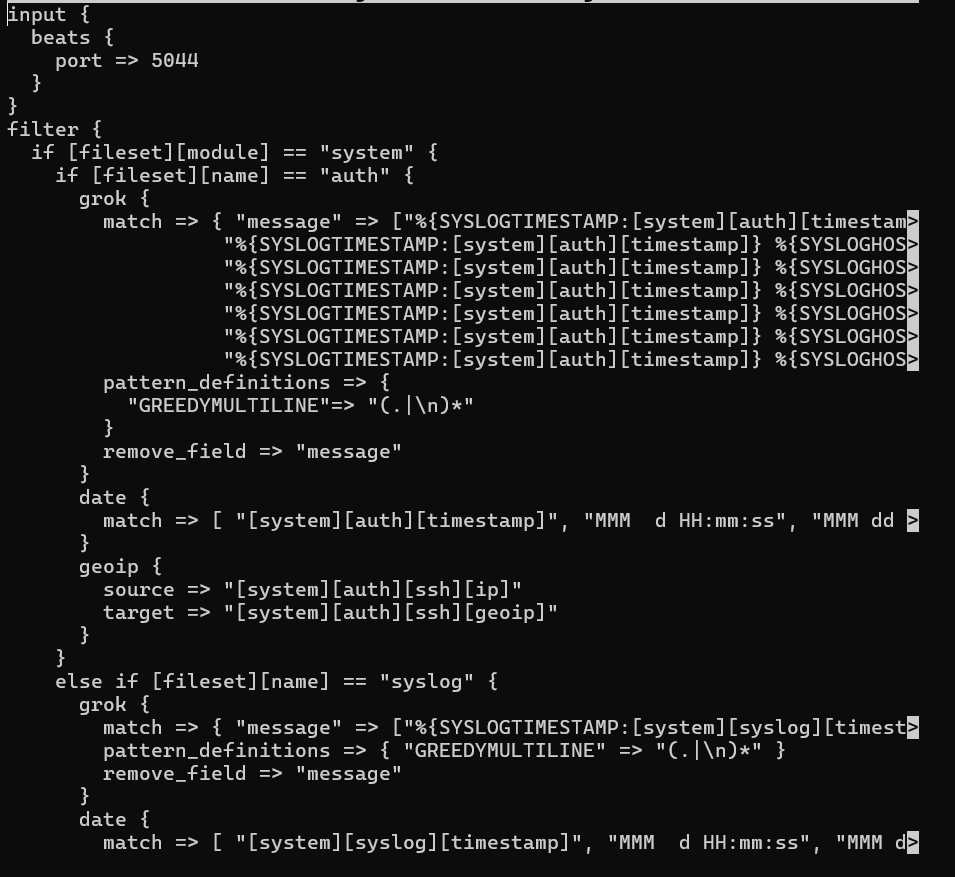 input {
  beats {
    port => 5044
  }
}
filter {
  if [fileset][module] == "system" {
    if [fileset][name] == "auth" {
      grok {
        match => { "message" => ["%{SYSLOGTIMESTAMP:[system][auth][timestam>
                  "%{SYSLOGTIMESTAMP:[system][auth][timestamp]} %{SYSLOGHOS>
                  "%{SYSLOGTIMESTAMP:[system][auth][timestamp]} %{SYSLOGHOS>
                  "%{SYSLOGTIMESTAMP:[system][auth][timestamp]} %{SYSLOGHOS>
                  "%{SYSLOGTIMESTAMP:[system][auth][timestamp]} %{SYSLOGHOS>
                  "%{SYSLOGTIMESTAMP:[system][auth][timestamp]} %{SYSLOGHOS>
                  "%{SYSLOGTIMESTAMP:[system][auth][timestamp]} %{SYSLOGHOS>
        pattern_definitions => {
          "GREEDYMULTILINE"=> "(.|\n)*"
        }
        remove_field => "message"
      }
      date {
        match => [ "[system][auth][timestamp]", "MMM  d HH:mm:ss", "MMM dd >
      }
      geoip {
        source => "[system][auth][ssh][ip]"
        target => "[system][auth][ssh][geoip]"
      }
    }
    else if [fileset][name] == "syslog" {
      grok {
        match => { "message" => ["%{SYSLOGTIMESTAMP:[system][syslog][timest>
        pattern_definitions => { "GREEDYMULTILINE" => "(.|\n)*" }
        remove_field => "message"
      }
      date {
        match => [ "[system][syslog][timestamp]", "MMM  d HH:mm:ss", "MMM d>